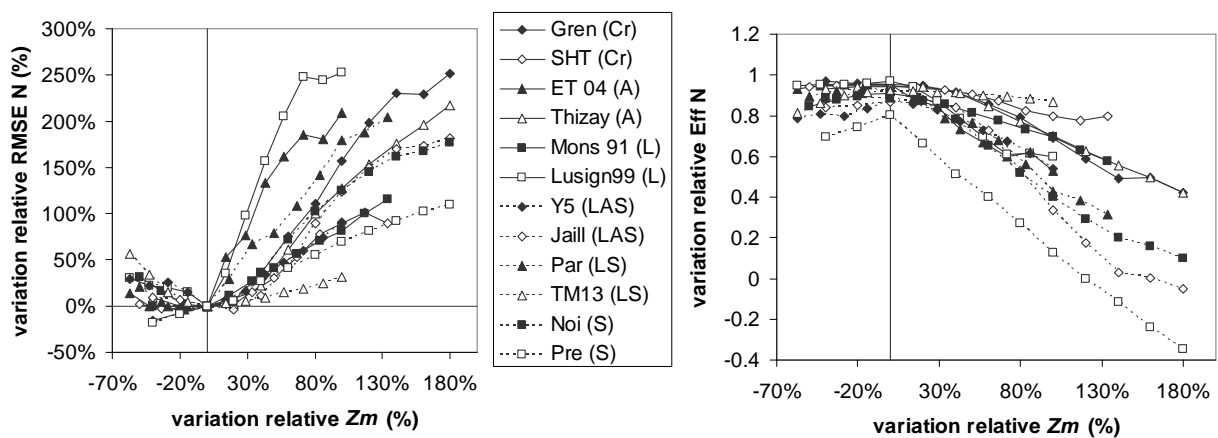 variation relative RMSE N (%)
300%
250%
200%
150%
100%
50%
0%
-50%
-70% 30% 80% 130% 180%
variation relative Zm (%)
Gren (Cr)
SHT (Cr)
ET 04 (A)
Thizay (A)
Mons 91 (L)
Lusign99 (L)
Y5 (LAS)
Jaill (LAS)
Par (LS)
TM13 (LS)
Noi (S)
Pre (S)
variation relative Eff N
1.2
1
0.8
0.6
0.4
0.2
0
-0.2
-0.4
-70% -20% 30% 80% 130% 180%
variation relative Zm (%)